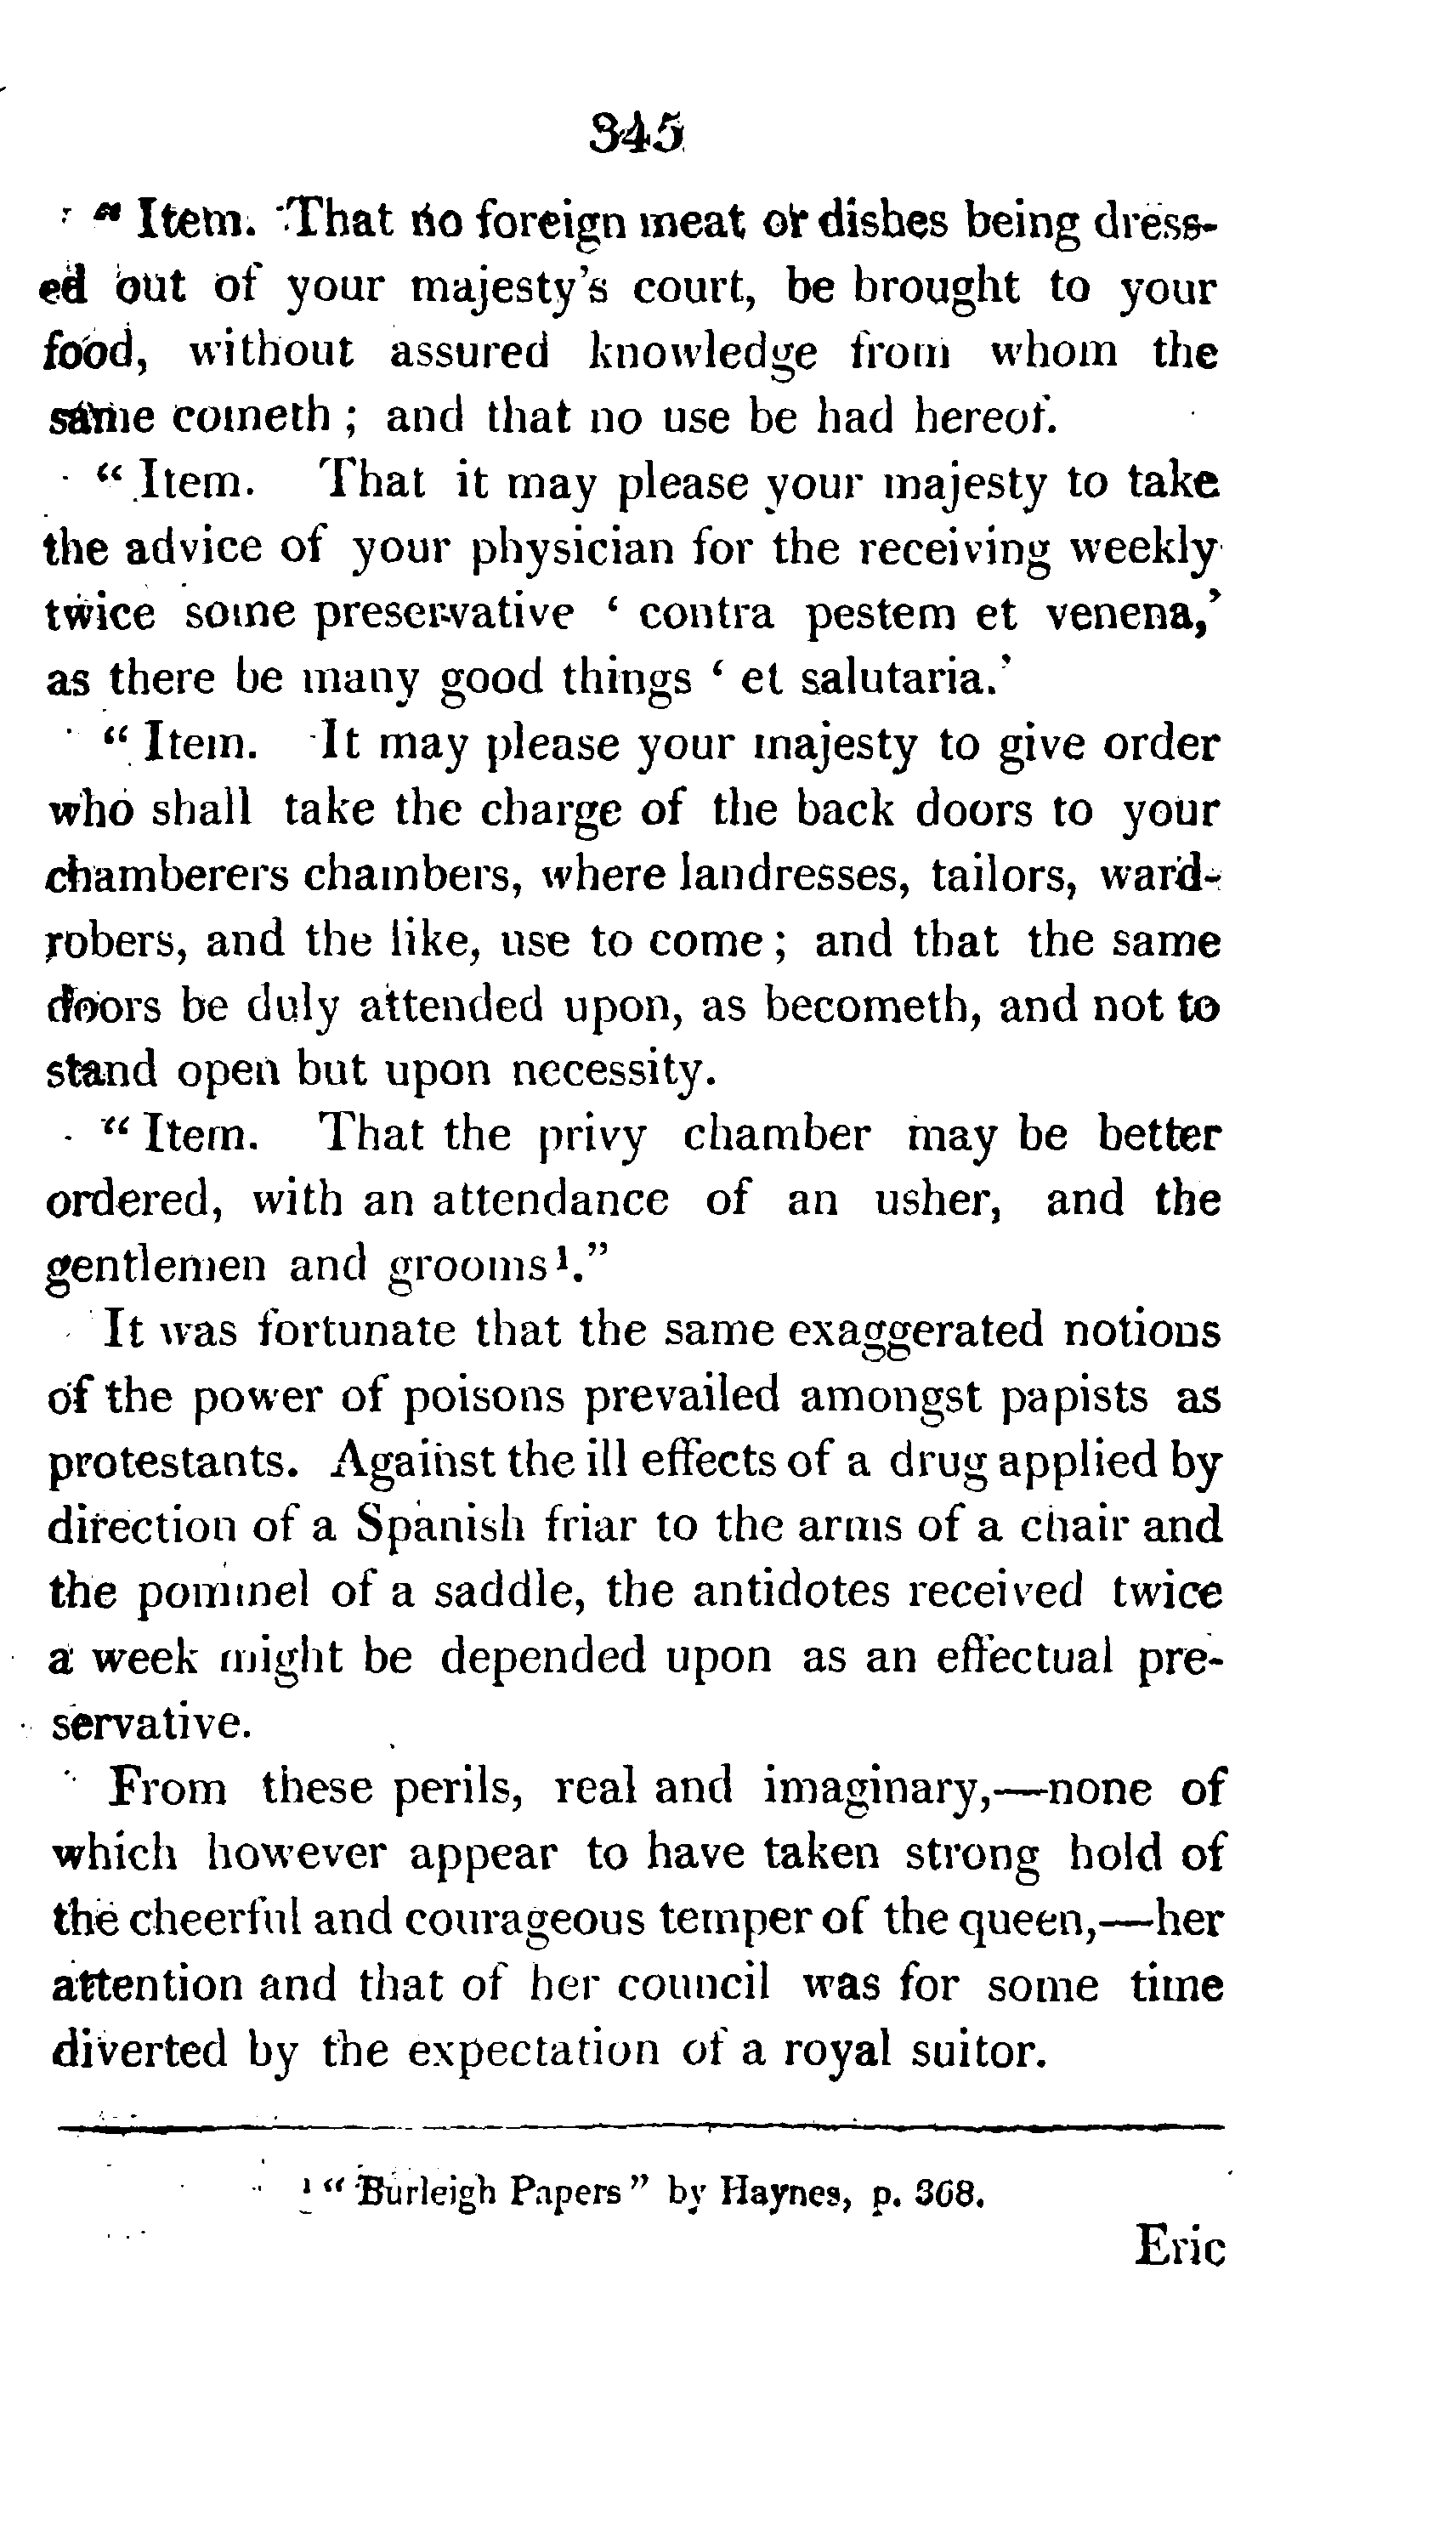 345
“ Item. That no foreign meat or dishes being dress-
ed out of your majesty's court, be brought to your
food, without assured knowledge from whom the
same cometh ; and that no use be had hereof.
“ Item. That it may please your majesty to take
the advice of your physician for the receiving weekly
twice some preservative ‘ contra pestem et venena,’
as there be many good things ‘ et salutaria.’
“ Item. It may please your majesty to give order
who shall take the charge of the back doors to your
chamberers chambers, where landresses, tailors, ward-
robers, and the like, use to come ; and that the same
doors be duly attended upon, as becometh, and not to
stand open but upon necessity.
“ Item. That the privy chamber may be better
ordered, with an attendance of an usher, and the
gentlemen and grooms¹.”
It was fortunate that the same exaggerated notions
of the power of poisons prevailed amongst papists as
protestants. Against the ill effects of a drug applied by
direction of a Spanish friar to the arms of a chair and
the pommel of a saddle, the antidotes received twice
a week might be depended upon as an effectual pre-
servative.
From these perils, real and imaginary,—none of
which however appear to have taken strong hold of
the cheerful and courageous temper of the queen,—her
attention and that of her council was for some time
diverted by the expectation of a royal suitor.
¹ “ Burleigh Papers ” by Haynes, p. 368.
Eric